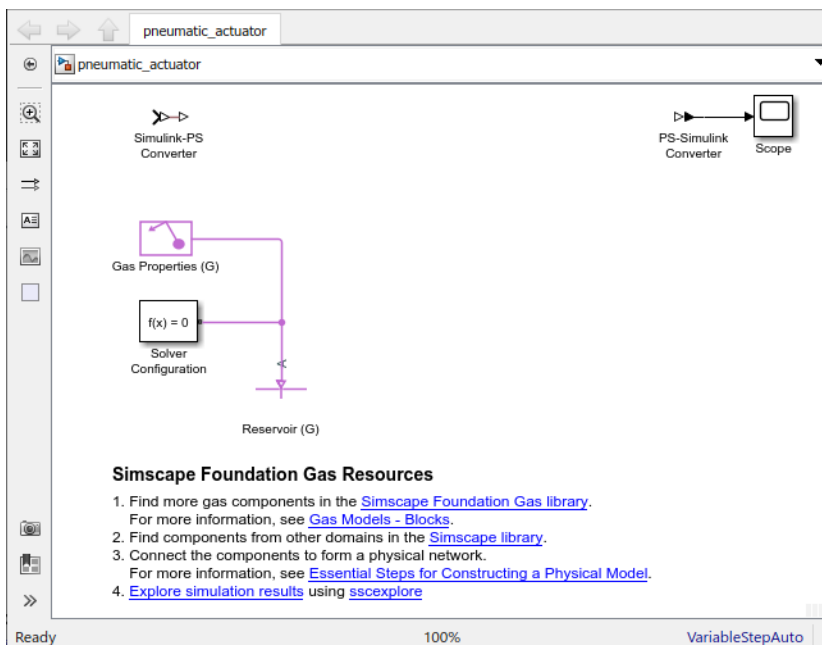 pneumatic_actuator
pneumatic_actuator
Simulink-PS
Converter
PS-Simulink
Converter
Scope
Gas Properties (G)
f(x) = 0
Solver
Configuration
A
Reservoir (G)
Simscape Foundation Gas Resources
1. Find more gas components in the Simscape Foundation Gas library.
For more information, see Gas Models - Blocks.
2. Find components from other domains in the Simscape library.
3. Connect the components to form a physical network.
For more information, see Essential Steps for Constructing a Physical Model.
4. Explore simulation results using sscexplore
Ready
100%
VariableStepAuto